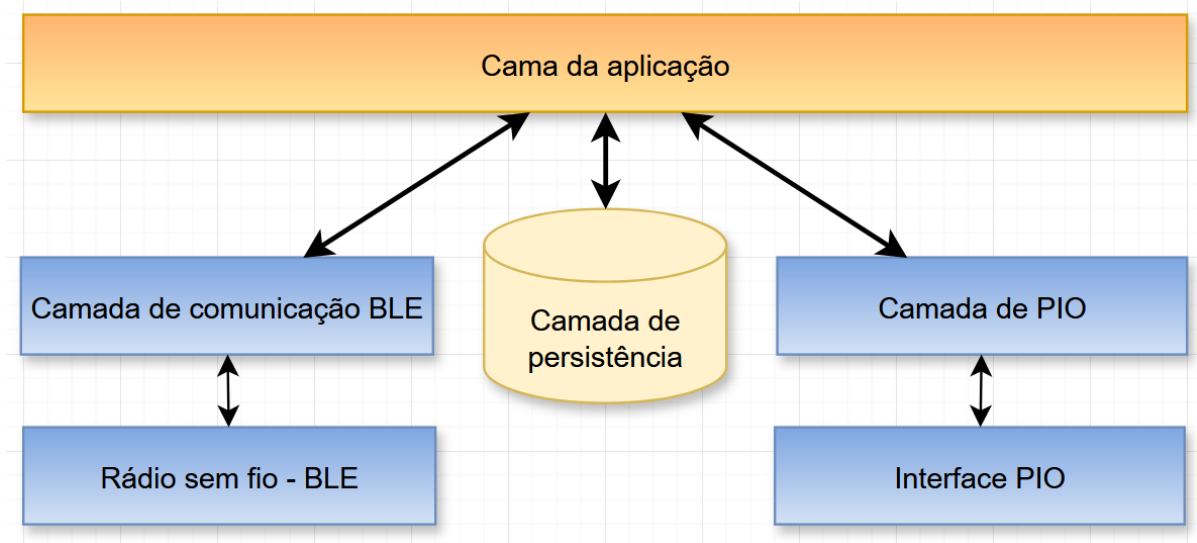 Cama da aplicação
Camada de comunicação BLE
Camada de
persistência
Camada de PIO
Rádio sem fio - BLE
Interface PIO